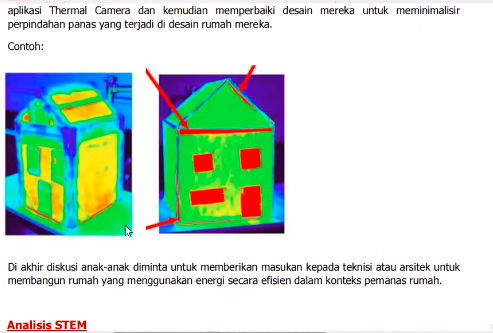 aplikasi Thermal Camera dan kemudian memperbaiki desain mereka untuk meminimalisir
perpindahan panas yang terjadi di desain rumah mereka.
Contoh:
Di akhir diskusi anak-anak diminta untuk memberikan masukan kepada teknisi atau arsitek untuk
membangun rumah yang menggunakan energi secara efisien dalam konteks pemanas rumah.
Analisis STEM